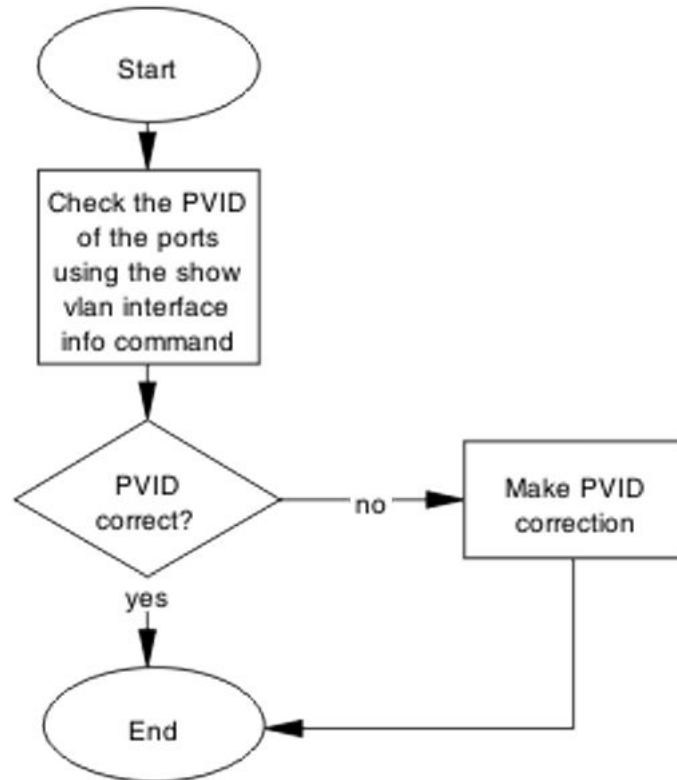 Start
Check the PVID
of the ports
using the show
vlan interface
info command
PVID
correct?
no
Make PVID
correction
yes
End